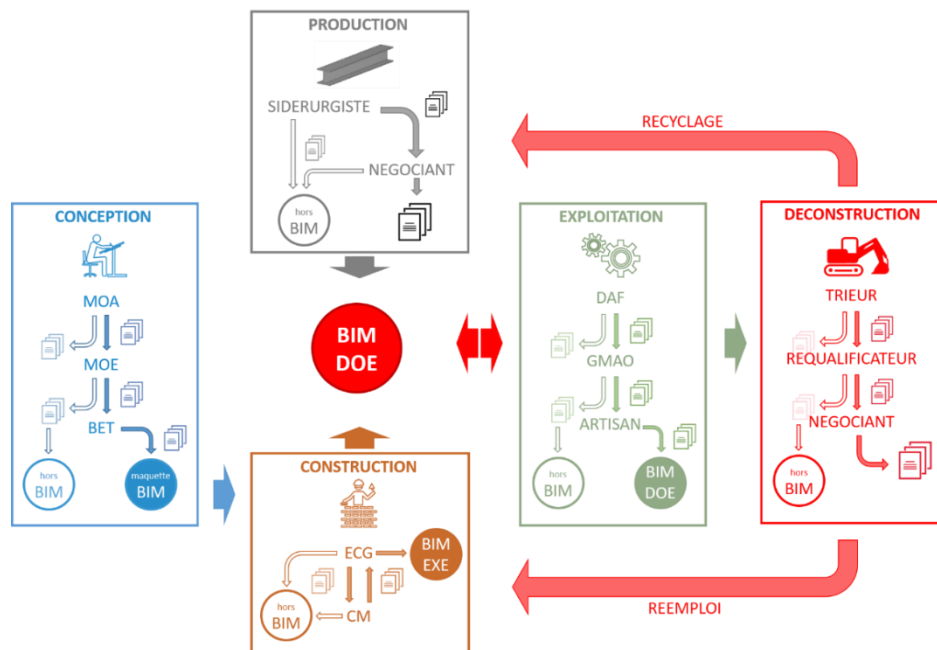 PRODUCTION
SIDERURGISTE
NEGOCIANT
hors
BIM
RECYCLAGE
CONCEPTION
MOA
MOE
BET
hors
BIM
maquette
BIM
BIM
DOE
EXPLOITATION
DAF
GMAO
ARTISAN
hors
BIM
BIM
DOE
DECONSTRUCTION
TRIEUR
REQUALIFICATEUR
NEGOCIANT
hors
BIM
CONSTRUCTION
ECG
BIM
EXE
hors
BIM
CM
REEMPLOI